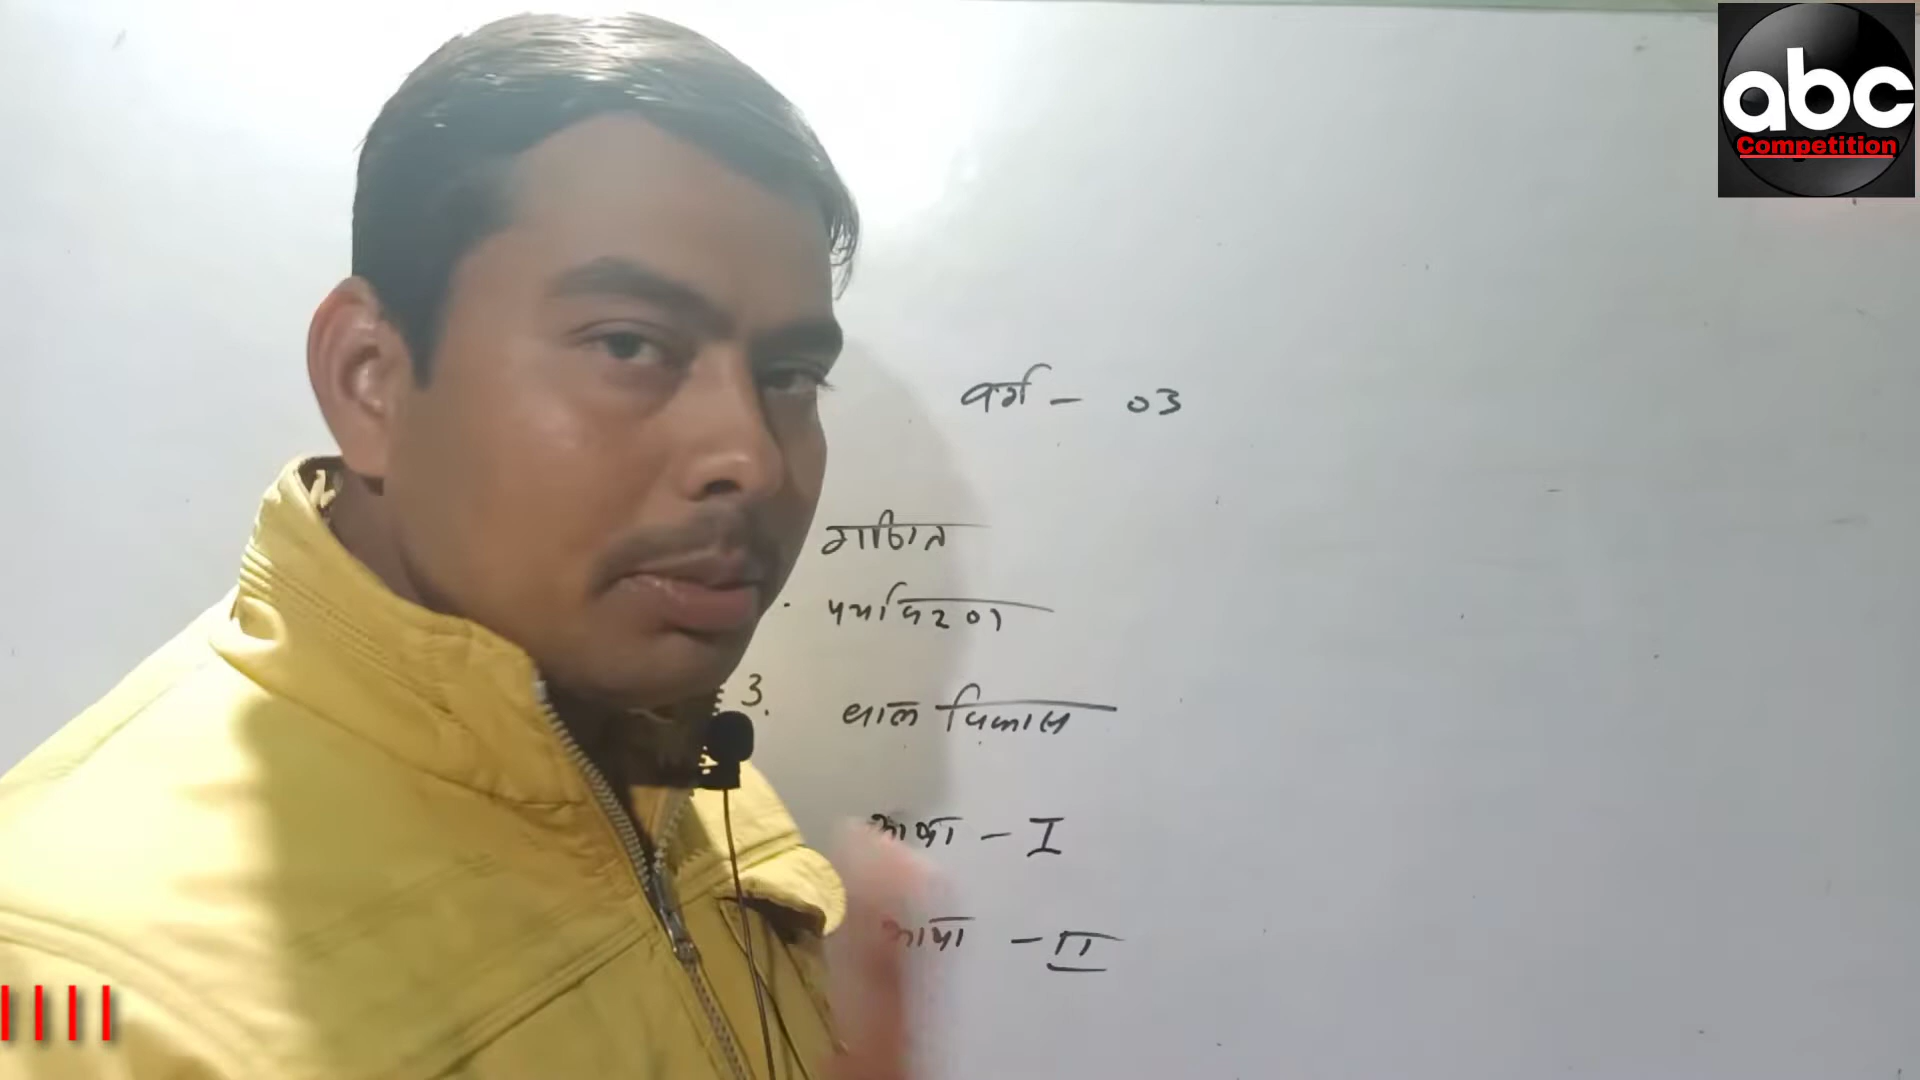 abc
Competition
वर्ग - 03
गणित
पर्यावरण
3. बाल विकास
भाषा - I
भाषा - II